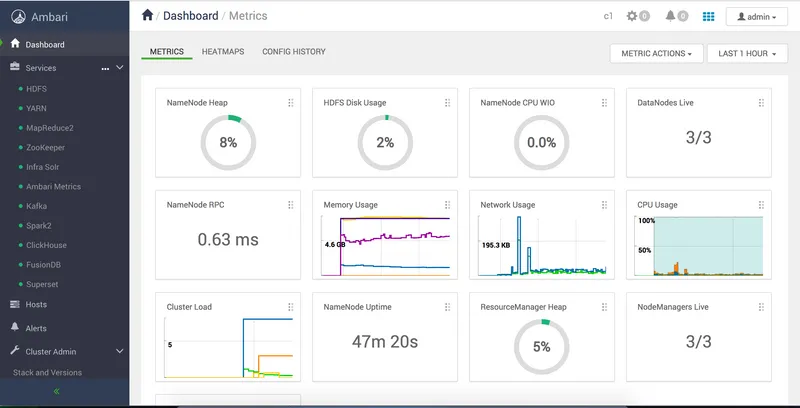 Ambari
/ Dashboard / Metrics
c1
0
0
admin
Dashboard
Services
HDFS
YARN
MapReduce2
ZooKeeper
Infra Solr
Ambari Metrics
Kafka
Spark2
ClickHouse
FusionDB
Superset
Hosts
Alerts
Cluster Admin
Stack and Versions
METRICS
HEATMAPS
CONFIG HISTORY
METRIC ACTIONS
LAST 1 HOUR
NameNode Heap
8%
HDFS Disk Usage
2%
NameNode CPU WIO
0.0%
DataNodes Live
3/3
NameNode RPC
0.63 ms
Memory Usage
4.6 GB
Network Usage
195.3 KB
CPU Usage
100%
50%
Cluster Load
5
NameNode Uptime
47m 20s
ResourceManager Heap
5%
NodeManagers Live
3/3